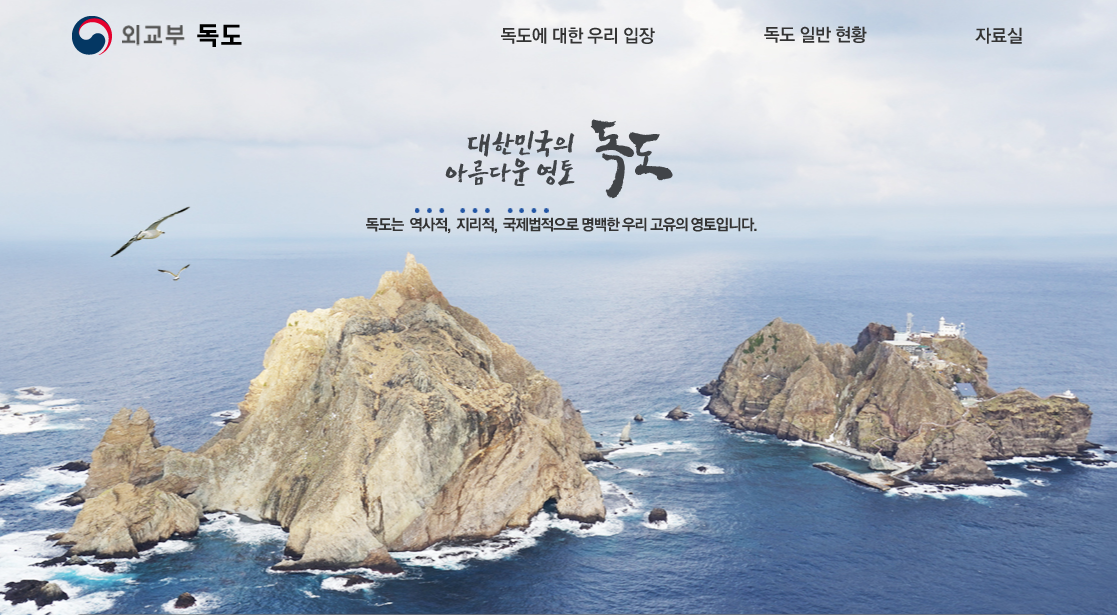 외교부 독도
독도에 대한 우리 입장
독도 일반 현황
자료실
대한민국의
아름다운 영토 독도
독도는 역사적, 지리적, 국제법적으로 명백한 우리 고유의 영토입니다.